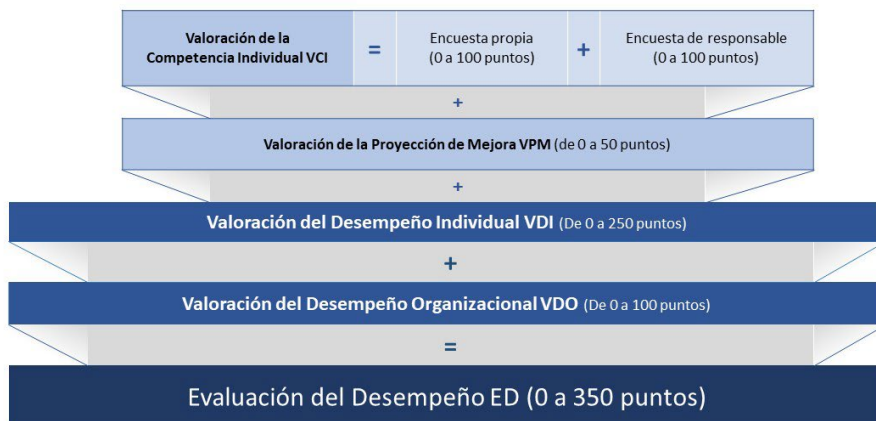 Valoración de la
Competencia Individual VCI
=
Encuesta propia
(0 a 100 puntos)
+
Encuesta de responsable
(0 a 100 puntos)
+
Valoración de la Proyección de Mejora VPM (de 0 a 50 puntos)
+
Valoración del Desempeño Individual VDI (De 0 a 250 puntos)
+
Valoración del Desempeño Organizacional VDO (De 0 a 100 puntos)
=
Evaluación del Desempeño ED (0 a 350 puntos)